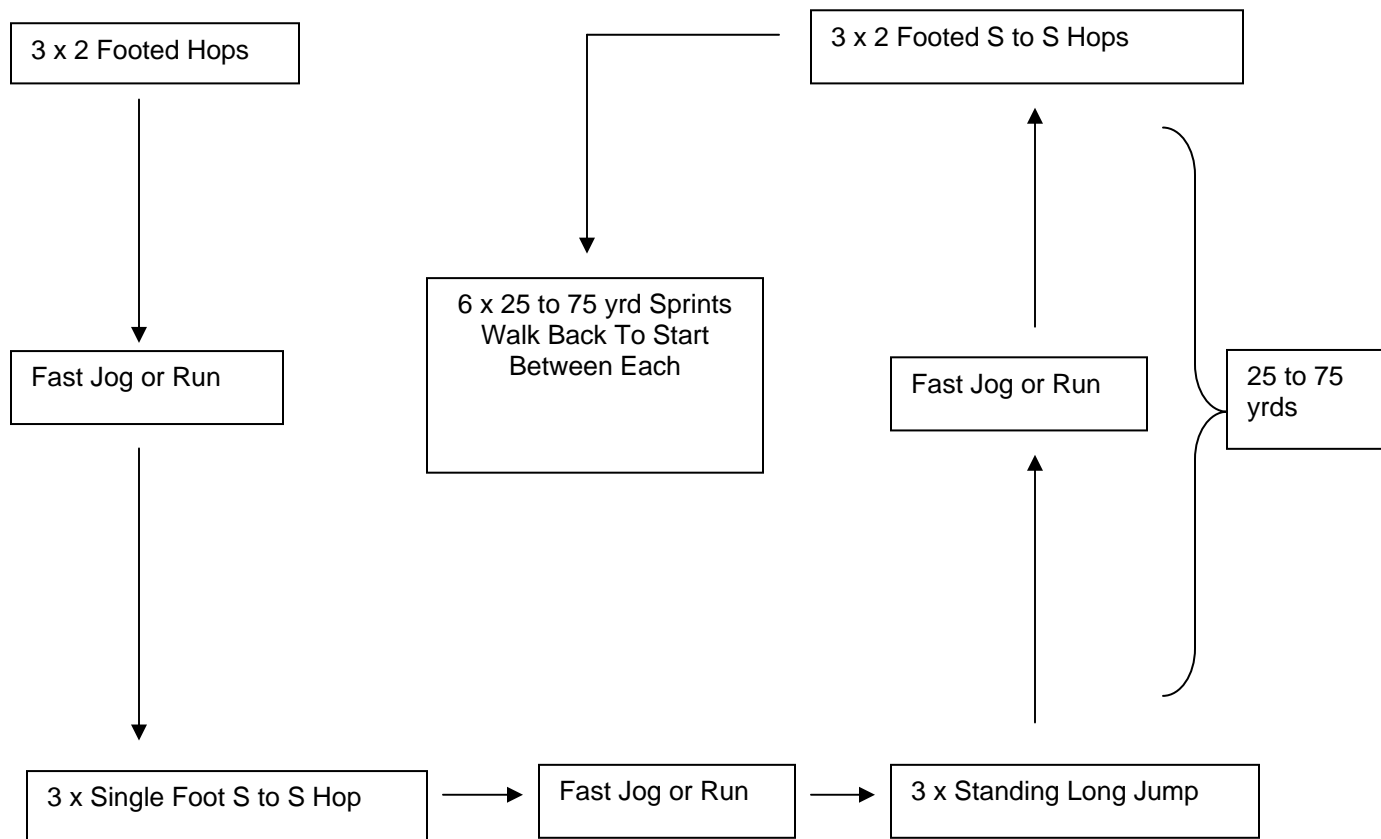 3 x 2 Footed Hops
3 x 2 Footed S to S Hops
6 x 25 to 75 yrd Sprints
Walk Back To Start
Between Each
Fast Jog or Run
Fast Jog or Run
25 to 75
yrds
3 x Single Foot S to S Hop
Fast Jog or Run
3 x Standing Long Jump